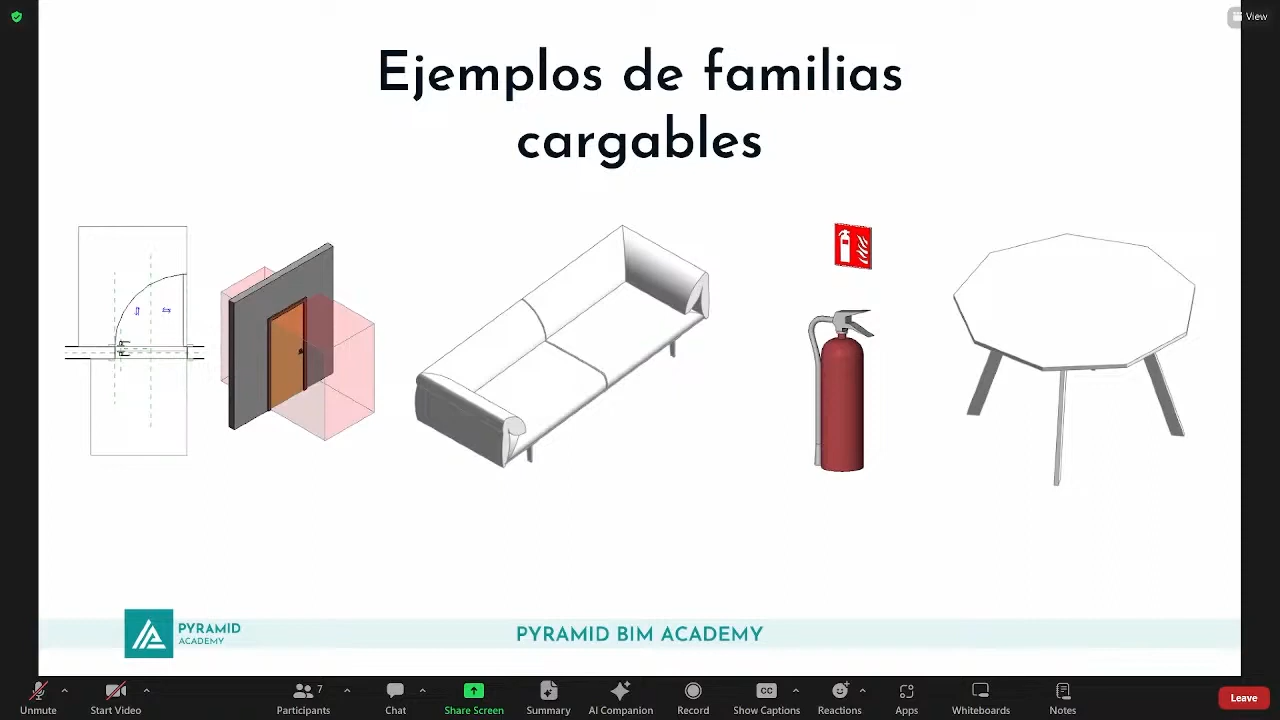 View
Ejemplos de familias
cargables
PYRAMID
ACADEMY
PYRAMID BIM ACADEMY
7
Unmute
Start Video
Participants
Chat
Share Screen
Summary
AI Companion
Record
CC
Show Captions
Reactions
Apps
Whiteboards
Notes
Leave